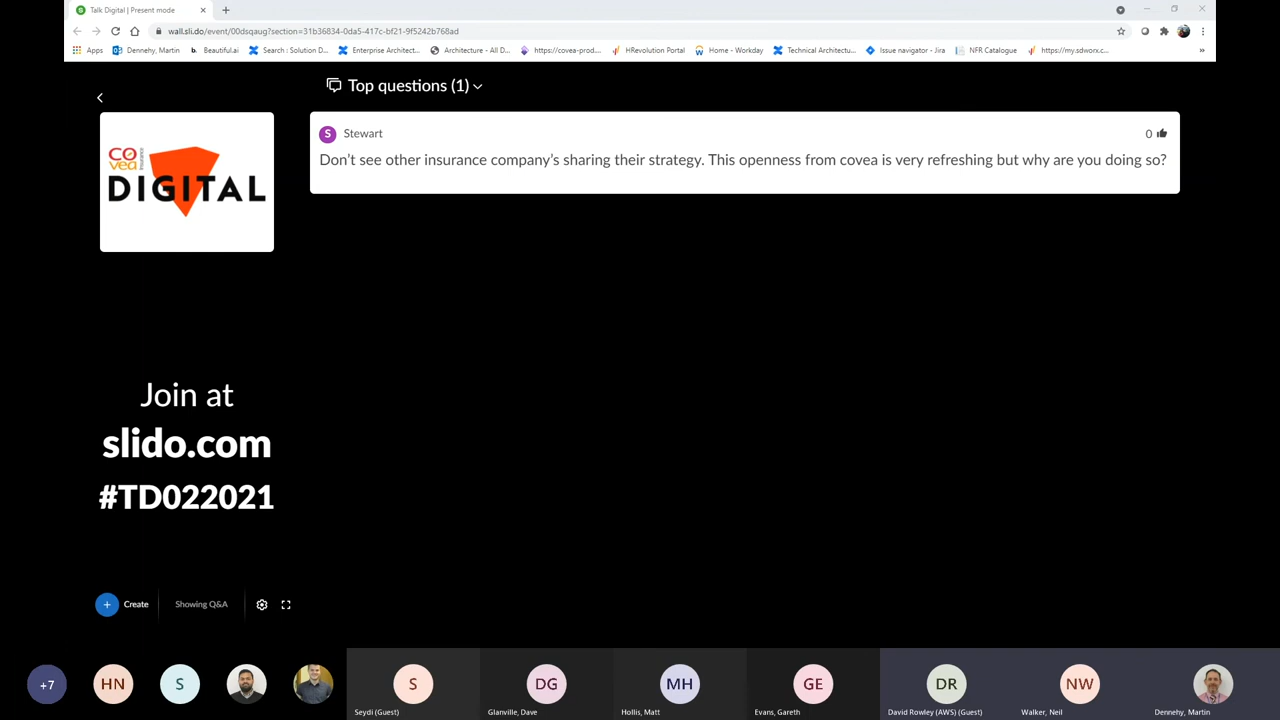 Talk Digital | Present mode
wall.sli.do/event/00dsqaug?section=31b36834-0da5-417c-bf21-9f5242b768ad
Apps Dennehy, Martin b. Beautiful.ai Search : Solution D... Enterprise Architect... Architecture - All D... https://covea-prod.... HRevolution Portal Home - Workday Technical Architectu... Issue navigator - Jira NFR Catalogue https://my.sdworx.c... »
Top questions (1)
S Stewart 0
Don't see other insurance company's sharing their strategy. This openness from covea is very refreshing but why are you doing so?
covea
Insurance
DIGITAL
Join at
slido.com
#TD022021
+ Create Showing Q&A
+7 HN S S DG MH GE DR NW
Seydi (Guest) Glanville, Dave Hollis, Matt Evans, Gareth David Rowley (AWS) (Guest) Walker, Neil Dennehy, Martin